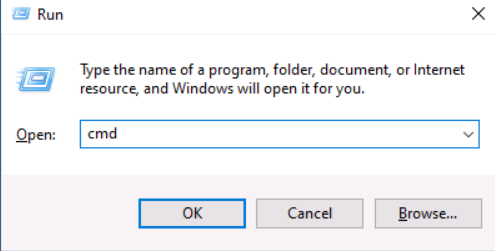 Run
Type the name of a program, folder, document, or Internet
resource, and Windows will open it for you.
Open:
cmd
OK
Cancel
Browse...